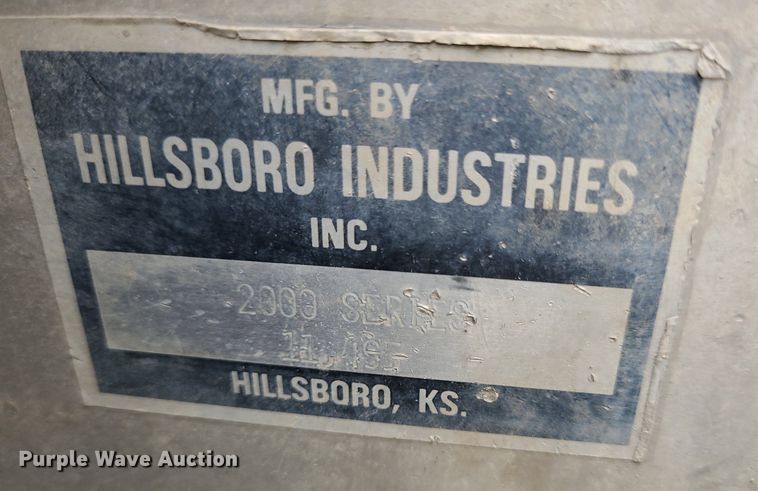 MFG. BY
HILLSBORO INDUSTRIES
INC.
2000 SERIES
HILLSBORO, KS.
Purple Wave Auction